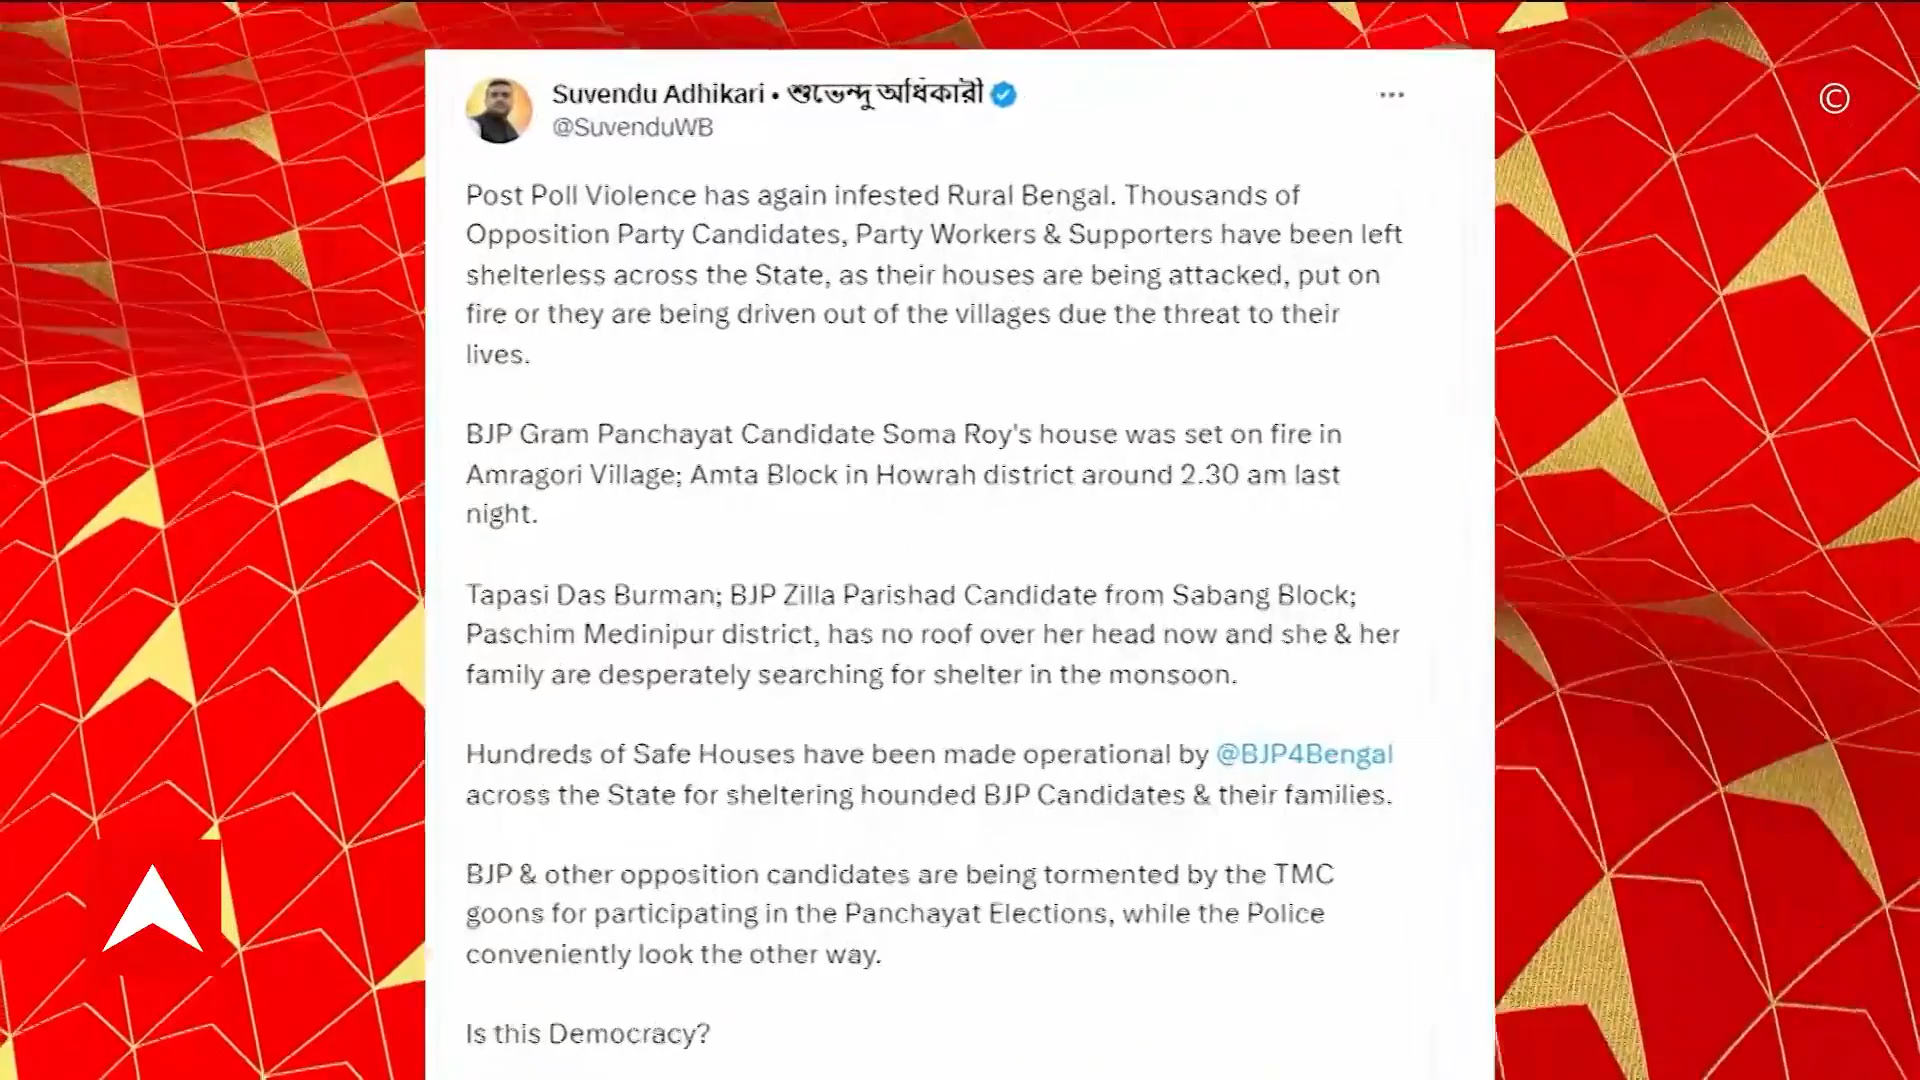 Suvendu Adhikari • শুভেন্দু অধিকারী
@SuvenduWB
©
Post Poll Violence has again infested Rural Bengal. Thousands of
Opposition Party Candidates, Party Workers & Supporters have been left
shelterless across the State, as their houses are being attacked, put on
fire or they are being driven out of the villages due the threat to their
lives.
BJP Gram Panchayat Candidate Soma Roy's house was set on fire in
Amragori Village; Amta Block in Howrah district around 2.30 am last
night.
Tapasi Das Burman; BJP Zilla Parishad Candidate from Sabang Block;
Paschim Medinipur district, has no roof over her head now and she & her
family are desperately searching for shelter in the monsoon.
Hundreds of Safe Houses have been made operational by @BJP4Bengal
across the State for sheltering hounded BJP Candidates & their families.
BJP & other opposition candidates are being tormented by the TMC
goons for participating in the Panchayat Elections, while the Police
conveniently look the other way.
Is this Democracy?